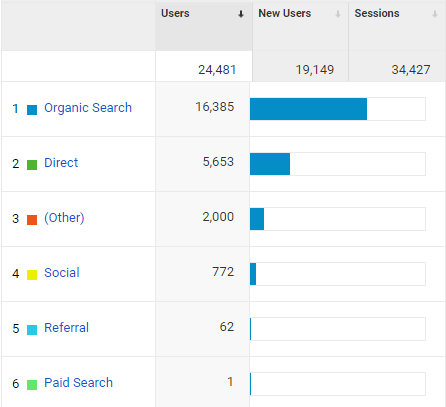 Users New Users Sessions
24,481 19,149 34,427
1 Organic Search 16,385
2 Direct 5,653
3 (Other) 2,000
4 Social 772
5 Referral 62
6 Paid Search 1